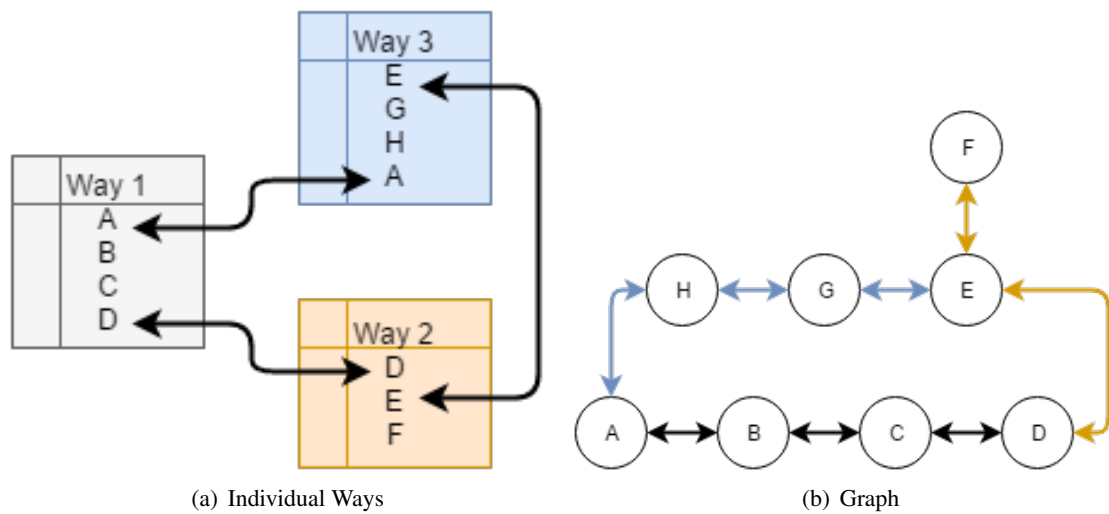 Way 1
A
B
C
D
Way 3
E
G
H
A
Way 2
D
E
F
(a) Individual Ways
F
H G E
A B C D
(b) Graph